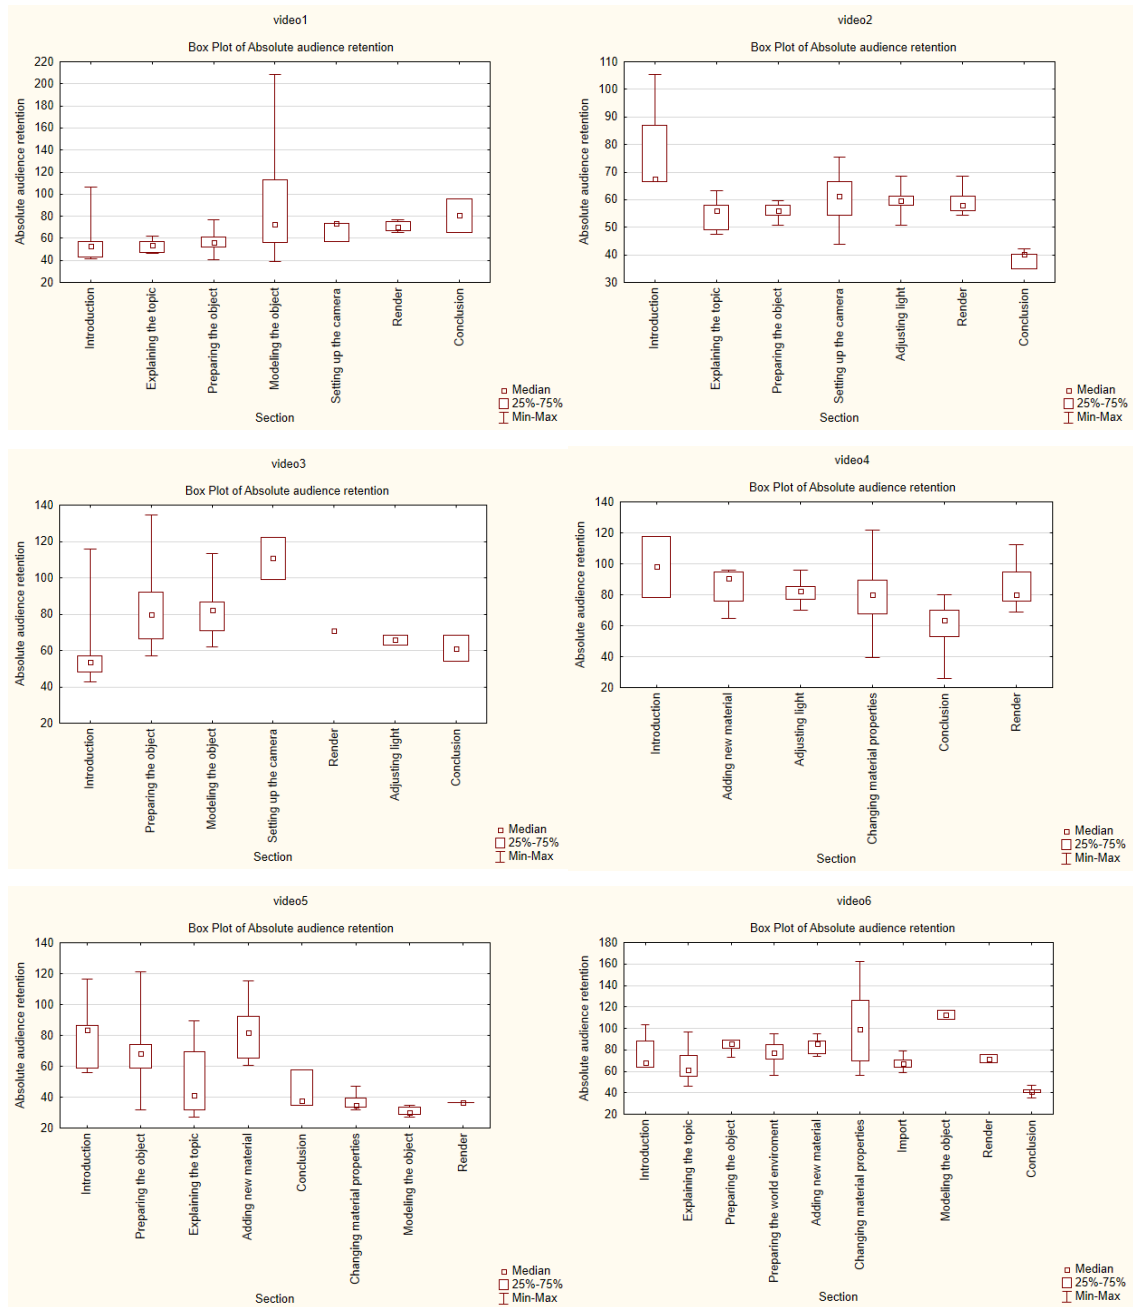 video1
Box Plot of Absolute audience retention
Absolute audience retention
220
200
180
160
140
120
100
80
60
40
20
Introduction
Explaining the topic
Preparing the object
Modeling the object
Setting up the camera
Render
Conclusion
Section
Median
25%-75%
Min-Max
video2
Box Plot of Absolute audience retention
Absolute audience retention
110
100
90
80
70
60
50
40
30
Introduction
Explaining the topic
Preparing the object
Setting up the camera
Adjusting light
Render
Conclusion
Section
Median
25%-75%
Min-Max
video3
Box Plot of Absolute audience retention
Absolute audience retention
140
120
100
80
60
40
20
Introduction
Preparing the object
Modeling the object
Setting up the camera
Render
Adjusting light
Conclusion
Section
Median
25%-75%
Min-Max
video4
Box Plot of Absolute audience retention
Absolute audience retention
140
120
100
80
60
40
20
Introduction
Adding new material
Adjusting light
Changing material properties
Conclusion
Render
Section
Median
25%-75%
Min-Max
video5
Box Plot of Absolute audience retention
Absolute audience retention
140
120
100
80
60
40
20
Introduction
Preparing the object
Explaining the topic
Adding new material
Conclusion
Changing material properties
Modeling the object
Render
Section
Median
25%-75%
Min-Max
video6
Box Plot of Absolute audience retention
Absolute audience retention
180
160
140
120
100
80
60
40
20
Introduction
Explaining the topic
Preparing the object
Preparing the world enviroment
Adding new material
Changing material properties
Import
Modeling the object
Render
Conclusion
Section
Median
25%-75%
Min-Max